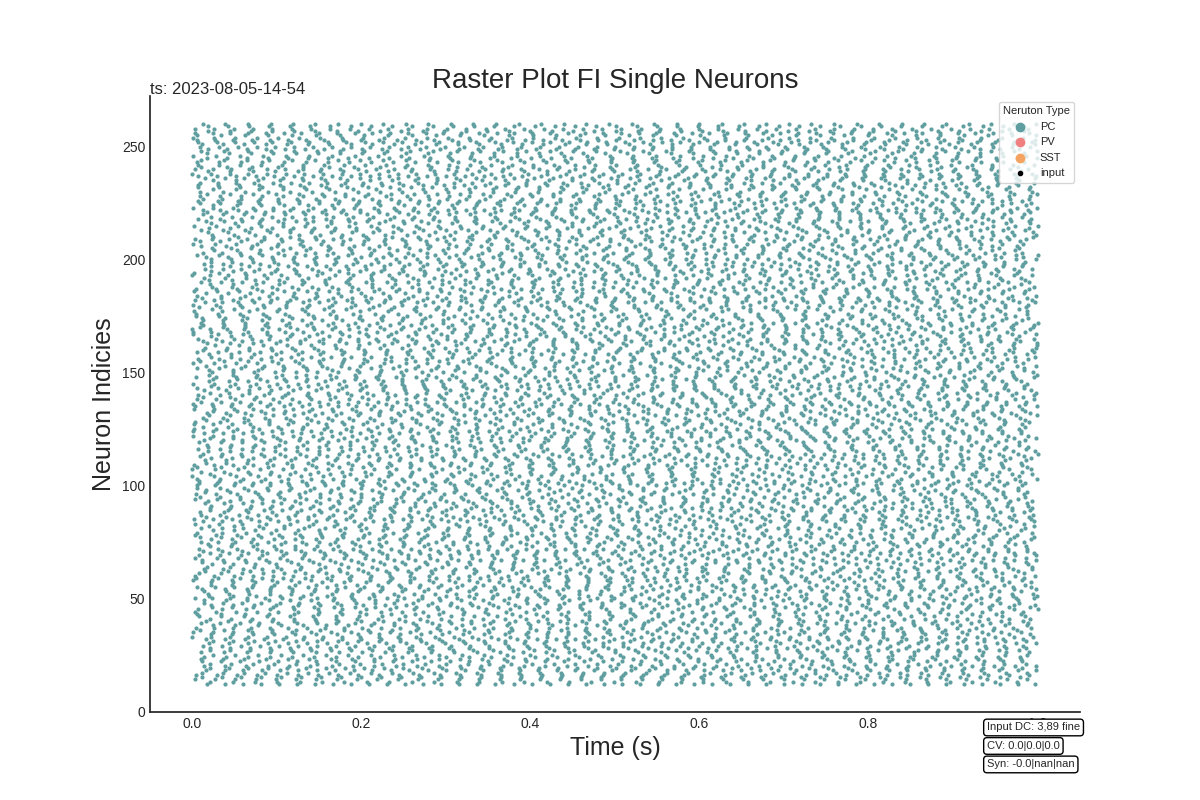 Raster Plot FI Single Neurons
ts: 2023-08-05-14-54
Neruton Type
PC
PV
SST
input
250
200
150
100
50
0
Neuron Indicies
0.0 0.2 0.4 0.6 0.8
Time (s)
Input DC: 3,89 fine
CV: 0.0|0.0|0.0
Syn: -0.0|nan|nan